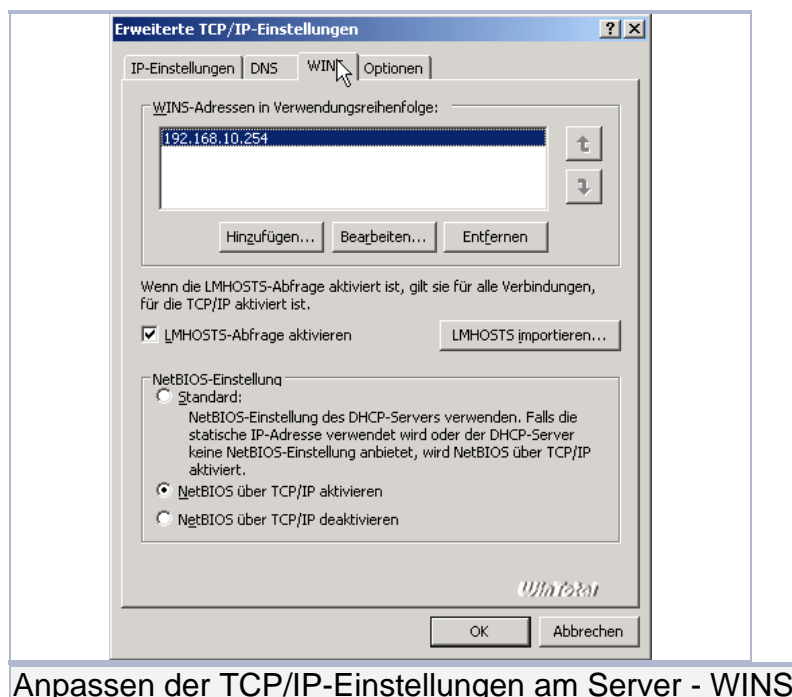 Erweiterte TCP/IP-Einstellungen
IP-Einstellungen DNS WINS Optionen
WINS-Adressen in Verwendungsreihenfolge:
192.168.10.254
Hinzufügen... Bearbeiten... Entfernen
Wenn die LMHOSTS-Abfrage aktiviert ist, gilt sie für alle Verbindungen,
für die TCP/IP aktiviert ist.
LMHOSTS-Abfrage aktivieren LMHOSTS importieren...
NetBIOS-Einstellung
Standard:
NetBIOS-Einstellung des DHCP-Servers verwenden. Falls die
statische IP-Adresse verwendet wird oder der DHCP-Server
keine NetBIOS-Einstellung anbietet, wird NetBIOS über TCP/IP
aktiviert.
NetBIOS über TCP/IP aktivieren
NetBIOS über TCP/IP deaktivieren
WinTotal
OK Abbrechen
Anpassen der TCP/IP-Einstellungen am Server - WINS